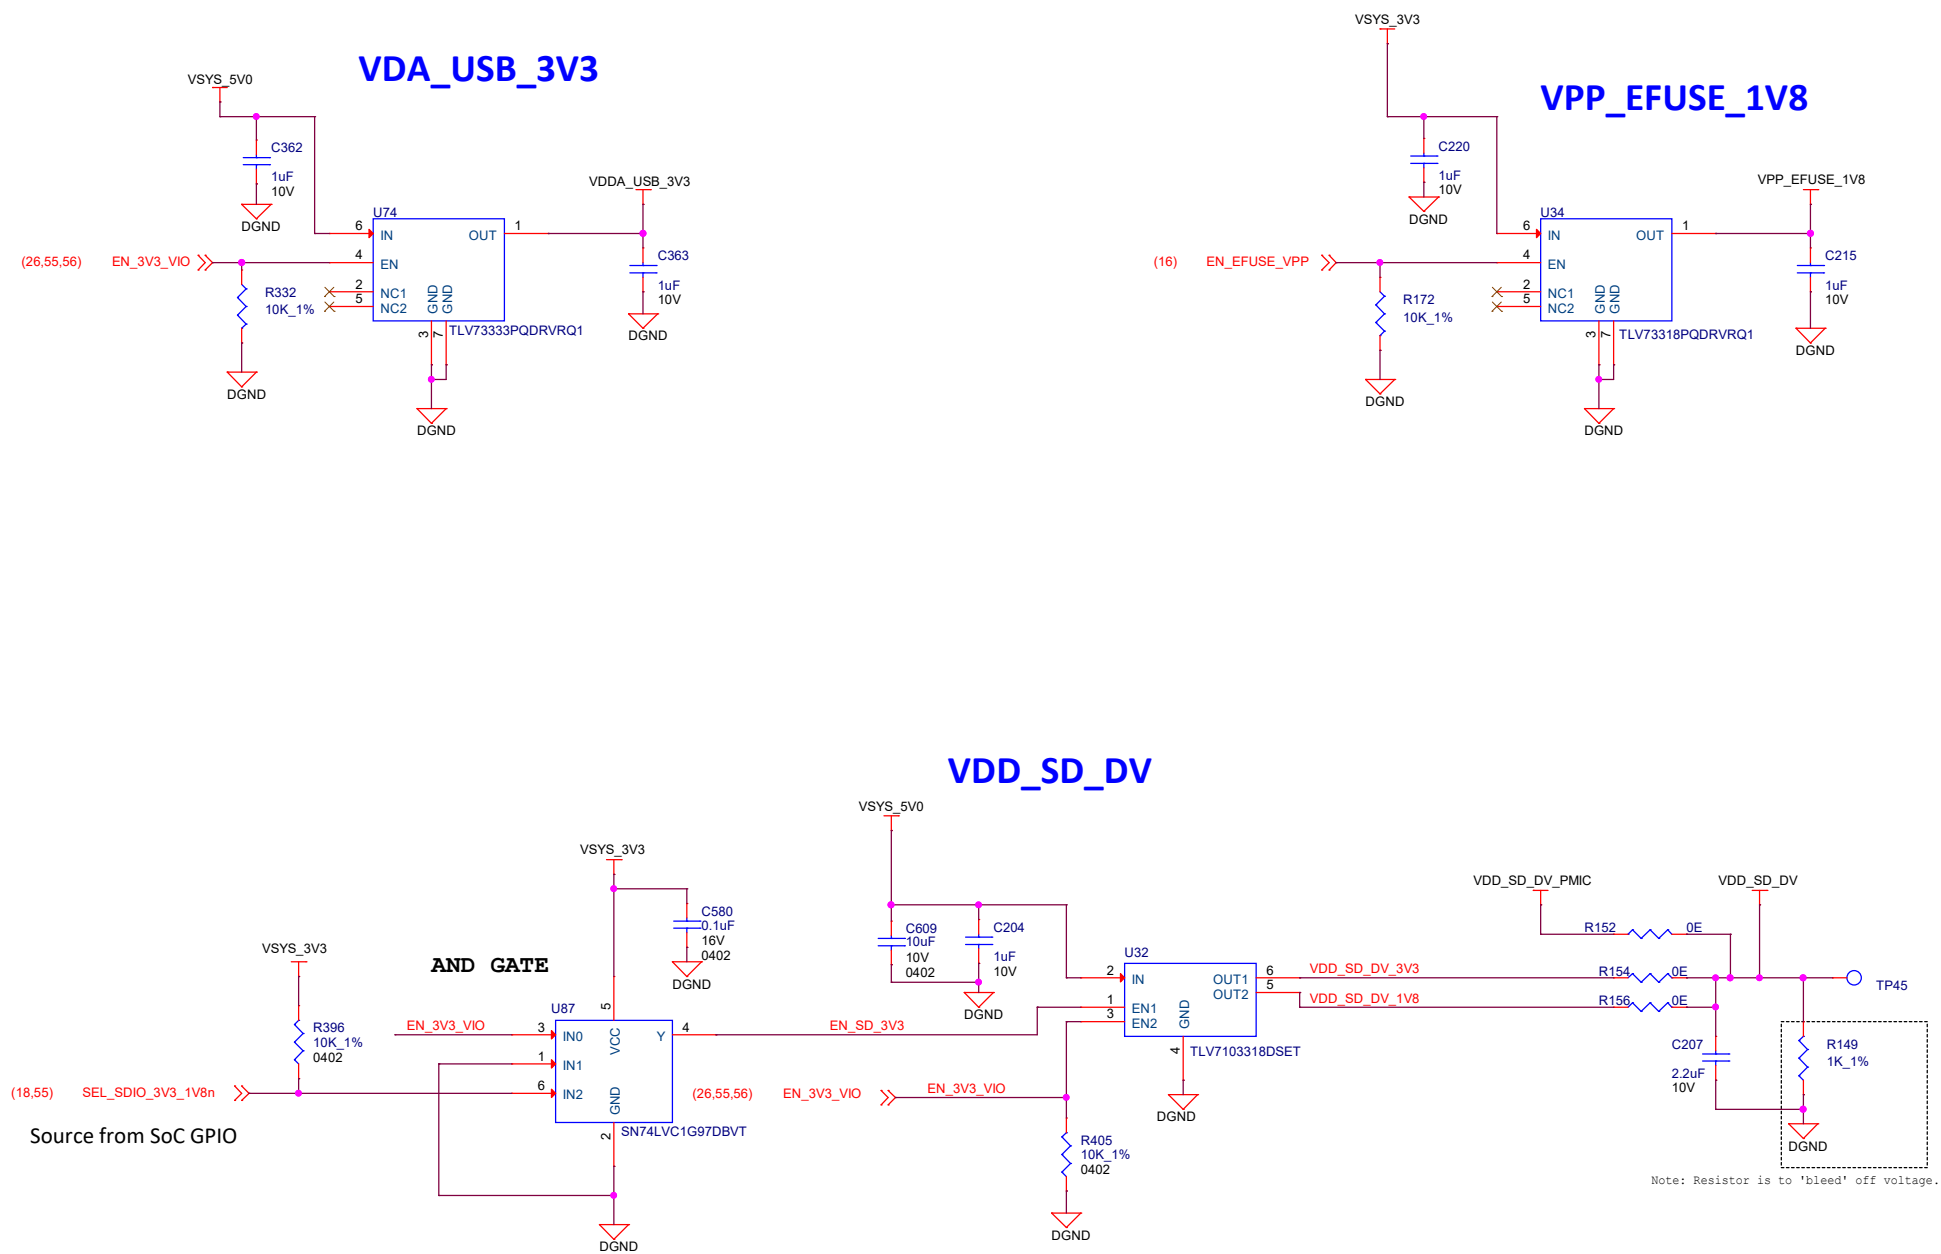 VDA_USB_3V3
VSYS_5V0
C362
1uF
10V
DGND
VDDA_USB_3V3
U74
6 IN
OUT 1
(26,55,56) EN_3V3_VIO
4 EN
2 NC1
5 NC2
GND
GND
3
7
TLV73333PQDRVRQ1
R332
10K_1%
DGND
C363
1uF
10V
DGND
DGND
VSYS_3V3
VPP_EFUSE_1V8
C220
1uF
10V
DGND
VPP_EFUSE_1V8
U34
6 IN
OUT 1
(16) EN_EFUSE_VPP
4 EN
2 NC1
5 NC2
GND
GND
3
7
TLV73318PQDRVRQ1
R172
10K_1%
DGND
C215
1uF
10V
DGND
DGND
VDD_SD_DV
VSYS_5V0
VSYS_3V3
C580
0.1uF
16V
0402
DGND
VSYS_3V3
AND GATE
R396
10K_1%
0402
U87
5
VCC
EN_3V3_VIO 3 IN0
1 IN1
6 IN2
Y 4
GND
2
SN74LVC1G97DBVT
(18,55) SEL_SDIO_3V3_1V8n
Source from SoC GPIO
DGND
EN_SD_3V3
C609
10uF
10V
0402
C204
1uF
10V
DGND
U32
2 IN
1 EN1
3 EN2
OUT1 6
OUT2 5
GND
4
TLV7103318DSET
DGND
(26,55,56) EN_3V3_VIO
EN_3V3_VIO
R405
10K_1%
0402
DGND
VDD_SD_DV_PMIC
VDD_SD_DV
R152 0E
VDD_SD_DV_3V3 R154 0E
VDD_SD_DV_1V8 R156 0E
TP45
C207
2.2uF
10V
R149
1K_1%
DGND
Note: Resistor is to 'bleed' off voltage.